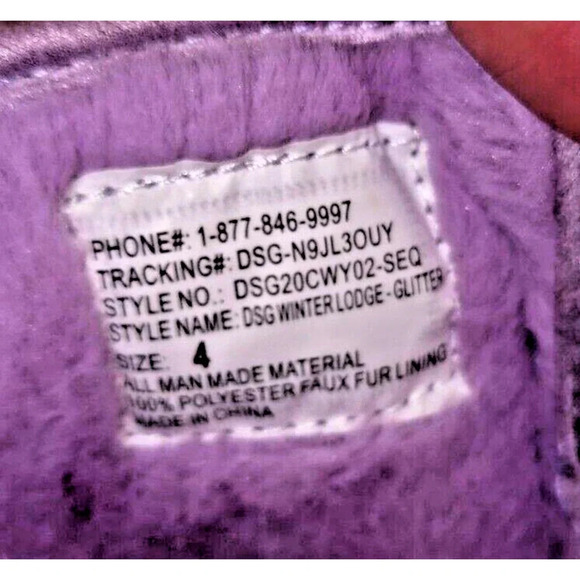 PHONE#: 1-877-846-9997
TRACKING#: DSG-N9JL3OUY
STYLE NO.: DSG20CWY02-SEQ
STYLE NAME: DSG WINTER LODGE - GLITTER
SIZE: 4
ALL MAN MADE MATERIAL
100% POLYESTER FAUX FUR LINING
MADE IN CHINA